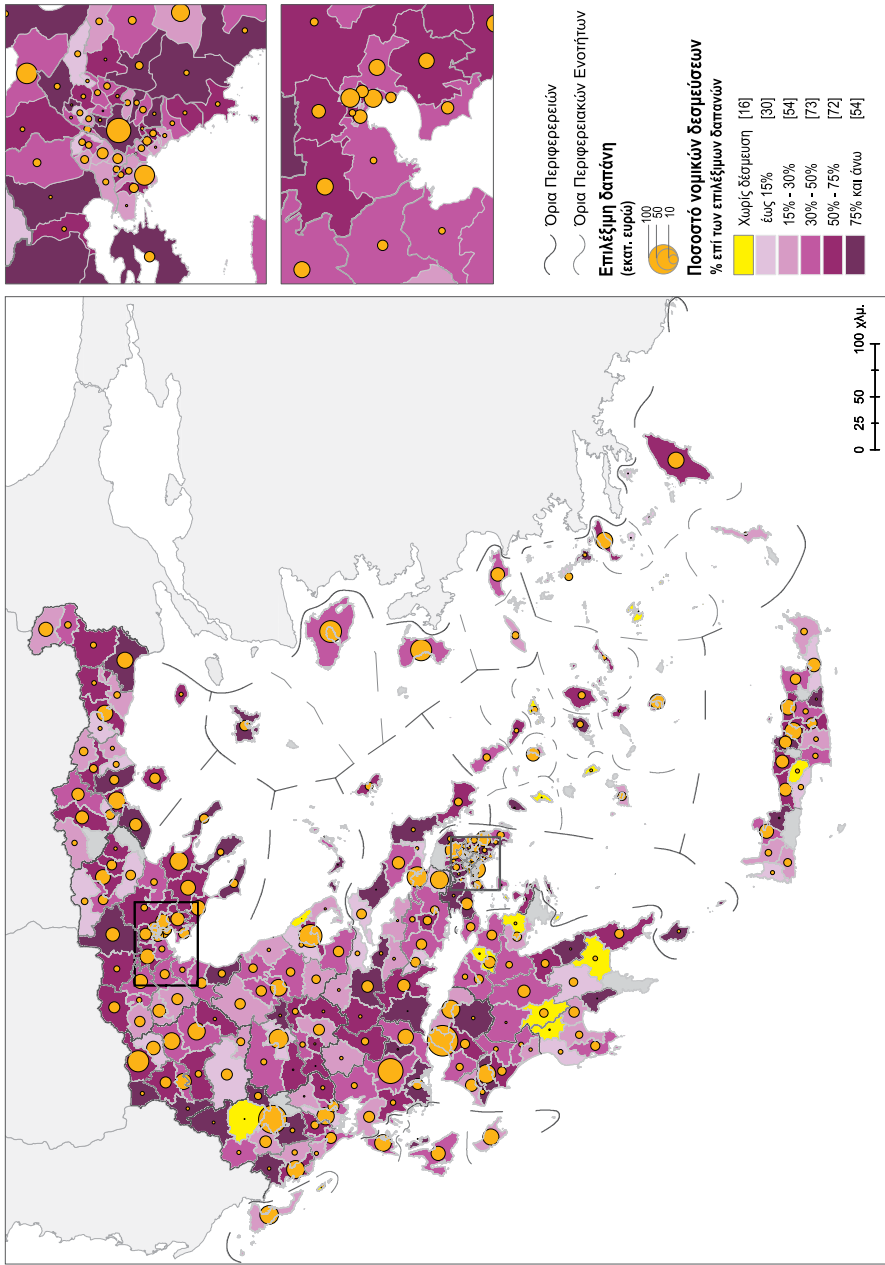 Όρια Περιφερερειών
Όρια Περιφερειακών Ενοτήτων
Επιλέξιμη δαπάνη
(εκατ. ευρώ)
100
50
10
Ποσοστό νομικών δεσμεύσεων
% επί των επιλέξιμων δαπανών
Χωρίς δέσμευση [16]
έως 15% [30]
15% - 30% [54]
30% - 50% [73]
50% - 75% [72]
75% και άνω [54]
0 25 50 100 χλμ.